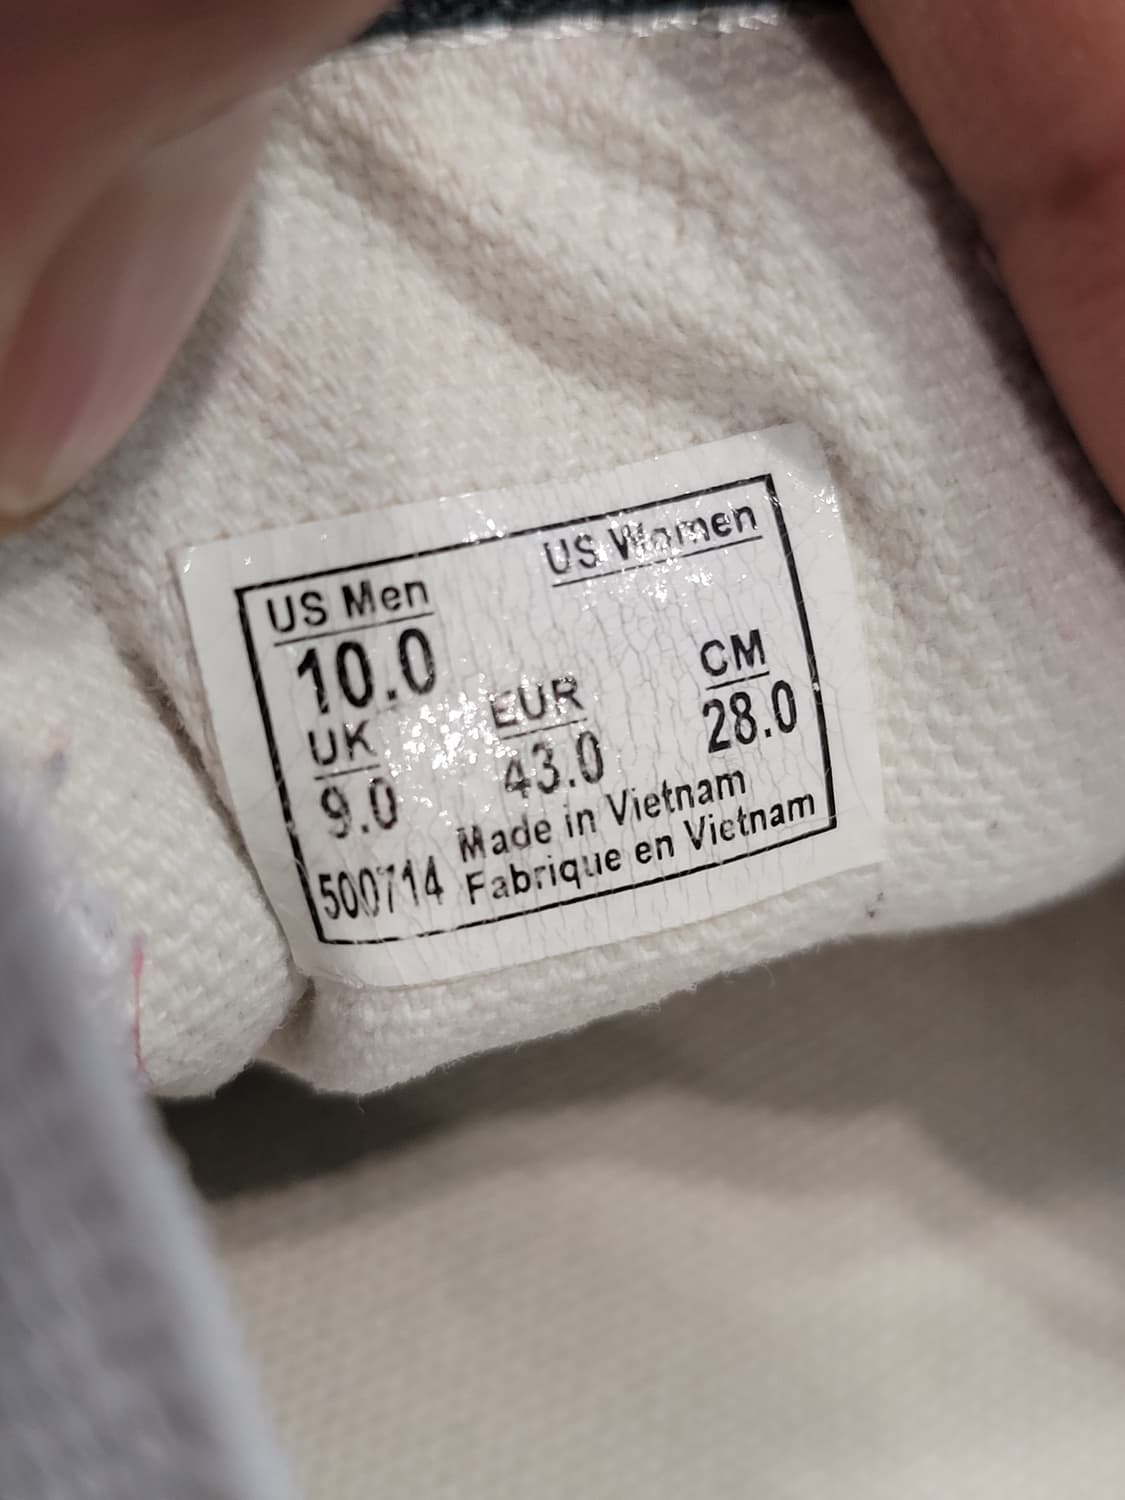 US Men US Women
10.0
UK EUR CM
9.0 43.0 28.0
Made in Vietnam
500714 Fabrique en Vietnam